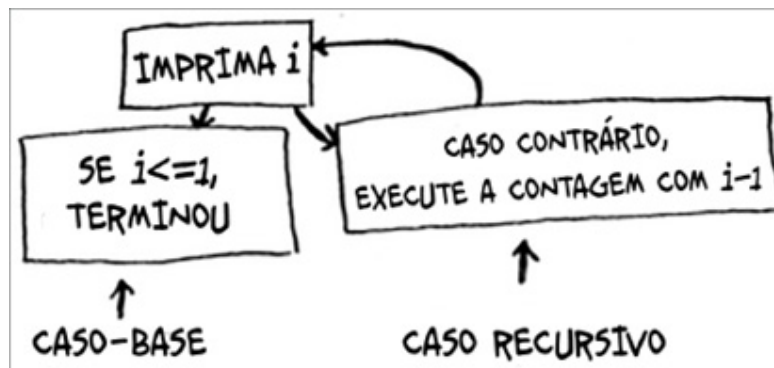 IMPRIMA i
SE i<=1,
TERMINOU
CASO CONTRÁRIO,
EXECUTE A CONTAGEM COM i-1
CASO-BASE
CASO RECURSIVO